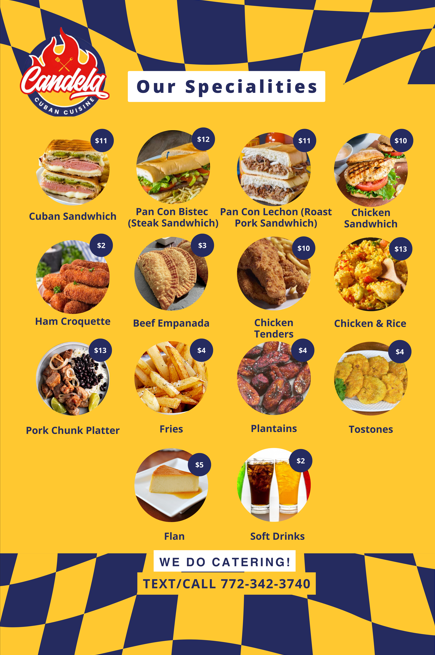 Candela
CUBAN CUISINE
Our Specialities
$11
$12
$11
$10
Cuban Sandwhich
Pan Con Bistec
(Steak Sandwhich)
Pan Con Lechon (Roast
Pork Sandwhich)
Chicken
Sandwhich
$2
$3
$10
$13
Ham Croquette
Beef Empanada
Chicken
Tenders
Chicken & Rice
$13
$4
$4
$4
Pork Chunk Platter
Fries
Plantains
Tostones
$5
$2
Flan
Soft Drinks
WE DO CATERING!
TEXT/CALL 772-342-3740